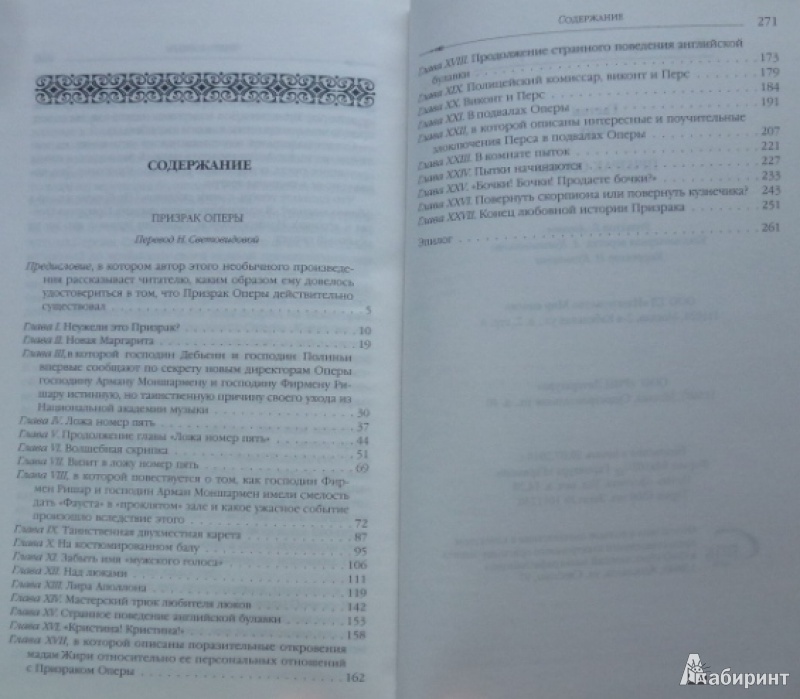 СОДЕРЖАНИЕ
ПРИЗРАК ОПЕРЫ
Перевод Н. Световидовой
Предисловие, в котором автор этого необычного произведе-
ния рассказывает читателю, каким образом ему довелось
удостовериться в том, что Призрак Оперы действительно
существовал 5
Глава I. Неужели это Призрак? 10
Глава II. Новая Маргарита 19
Глава III, в которой господин Дебьенн и господин Полиньи
впервые сообщают по секрету новым директорам Оперы
господину Арману Моншармену и господину Фирмену Ри-
шару истинную, но таинственную причину своего ухода из
Национальной академии музыки 30
Глава IV. Ложа номер пять 37
Глава V. Продолжение главы «Ложа номер пять» 44
Глава VI. Волшебная скрипка 51
Глава VII. Визит в ложу номер пять 69
Глава VIII, в которой повествуется о том, как господин Фир-
мен Ришар и господин Арман Моншармен имели смелость
дать «Фауста» в «проклятом» зале и какое ужасное событие
произошло вследствие этого 72
Глава IX. Таинственная двухместная карета 87
Глава X. На костюмированном балу 95
Глава XI. Забыть имя «мужского голоса» 106
Глава XII. Над люками 111
Глава XIII. Лира Аполлона 119
Глава XIV. Мастерский трюк любителя люков 142
Глава XV. Странное поведение английской булавки 153
Глава XVI. «Кристина! Кристина!» 158
Глава XVII, в которой описаны поразительные откровения
мадам Жири относительно ее персональных отношений
с Призраком Оперы 162
СОДЕРЖАНИЕ 271
Глава XVIII. Продолжение странного поведения английской
булавки 173
Глава XIX. Полицейский комиссар, виконт и Перс 179
Глава XX. Виконт и Перс 184
Глава XXI. В подвалах Оперы 191
Глава XXII, в которой описаны интересные и поучительные
злоключения Перса в подвалах Оперы 207
Глава XXIII. В комнате пыток 221
Глава XXIV. Пытки начинаются 227
Глава XXV. «Бочки! Бочки! Продаете бочки?» 233
Глава XXVI. Повернуть скорпиона или повернуть кузнечика? 243
Глава XXVII. Конец любовной истории Призрака 251
Эпилог 261
Лабиринт